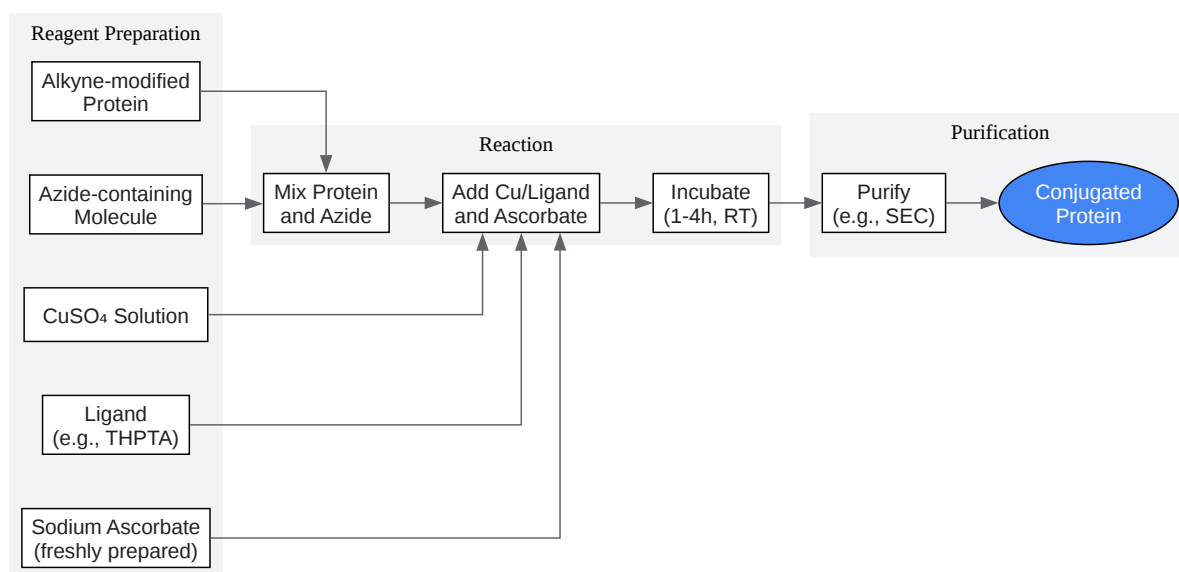 Reagent Preparation
Alkyne-modified
Protein
Azide-containing
Molecule
CuSO₄ Solution
Ligand
(e.g., THPTA)
Sodium Ascorbate
(freshly prepared)
Reaction
Mix Protein
and Azide
Add Cu/Ligand
and Ascorbate
Incubate
(1-4h, RT)
Purification
Purify
(e.g., SEC)
Conjugated
Protein